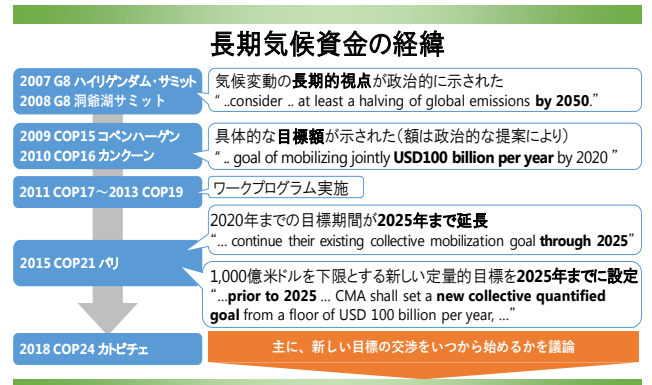 長期気候資金の経緯
2007 G8 ハイリゲンダム・サミット
2008 G8 洞爺湖サミット
気候変動の長期的視点が政治的に示された
“ ..consider .. at least a halving of global emissions by 2050.”
2009 COP15 コペンハーゲン
2010 COP16 カンクーン
具体的な目標額が示された（額は政治的な提案により）
“ .. goal of mobilizing jointly USD100 billion per year by 2020 ”
2011 COP17～2013 COP19
ワークプログラム実施
2015 COP21 パリ
2020年までの目標期間が2025年まで延長
“… continue their existing collective mobilization goal through 2025”
1,000億米ドルを下限とする新しい定量的目標を2025年までに設定
“…prior to 2025 … CMA shall set a new collective quantified
goal from a floor of USD 100 billion per year, …”
2018 COP24 カトビチェ
主に、新しい目標の交渉をいつから始めるかを議論